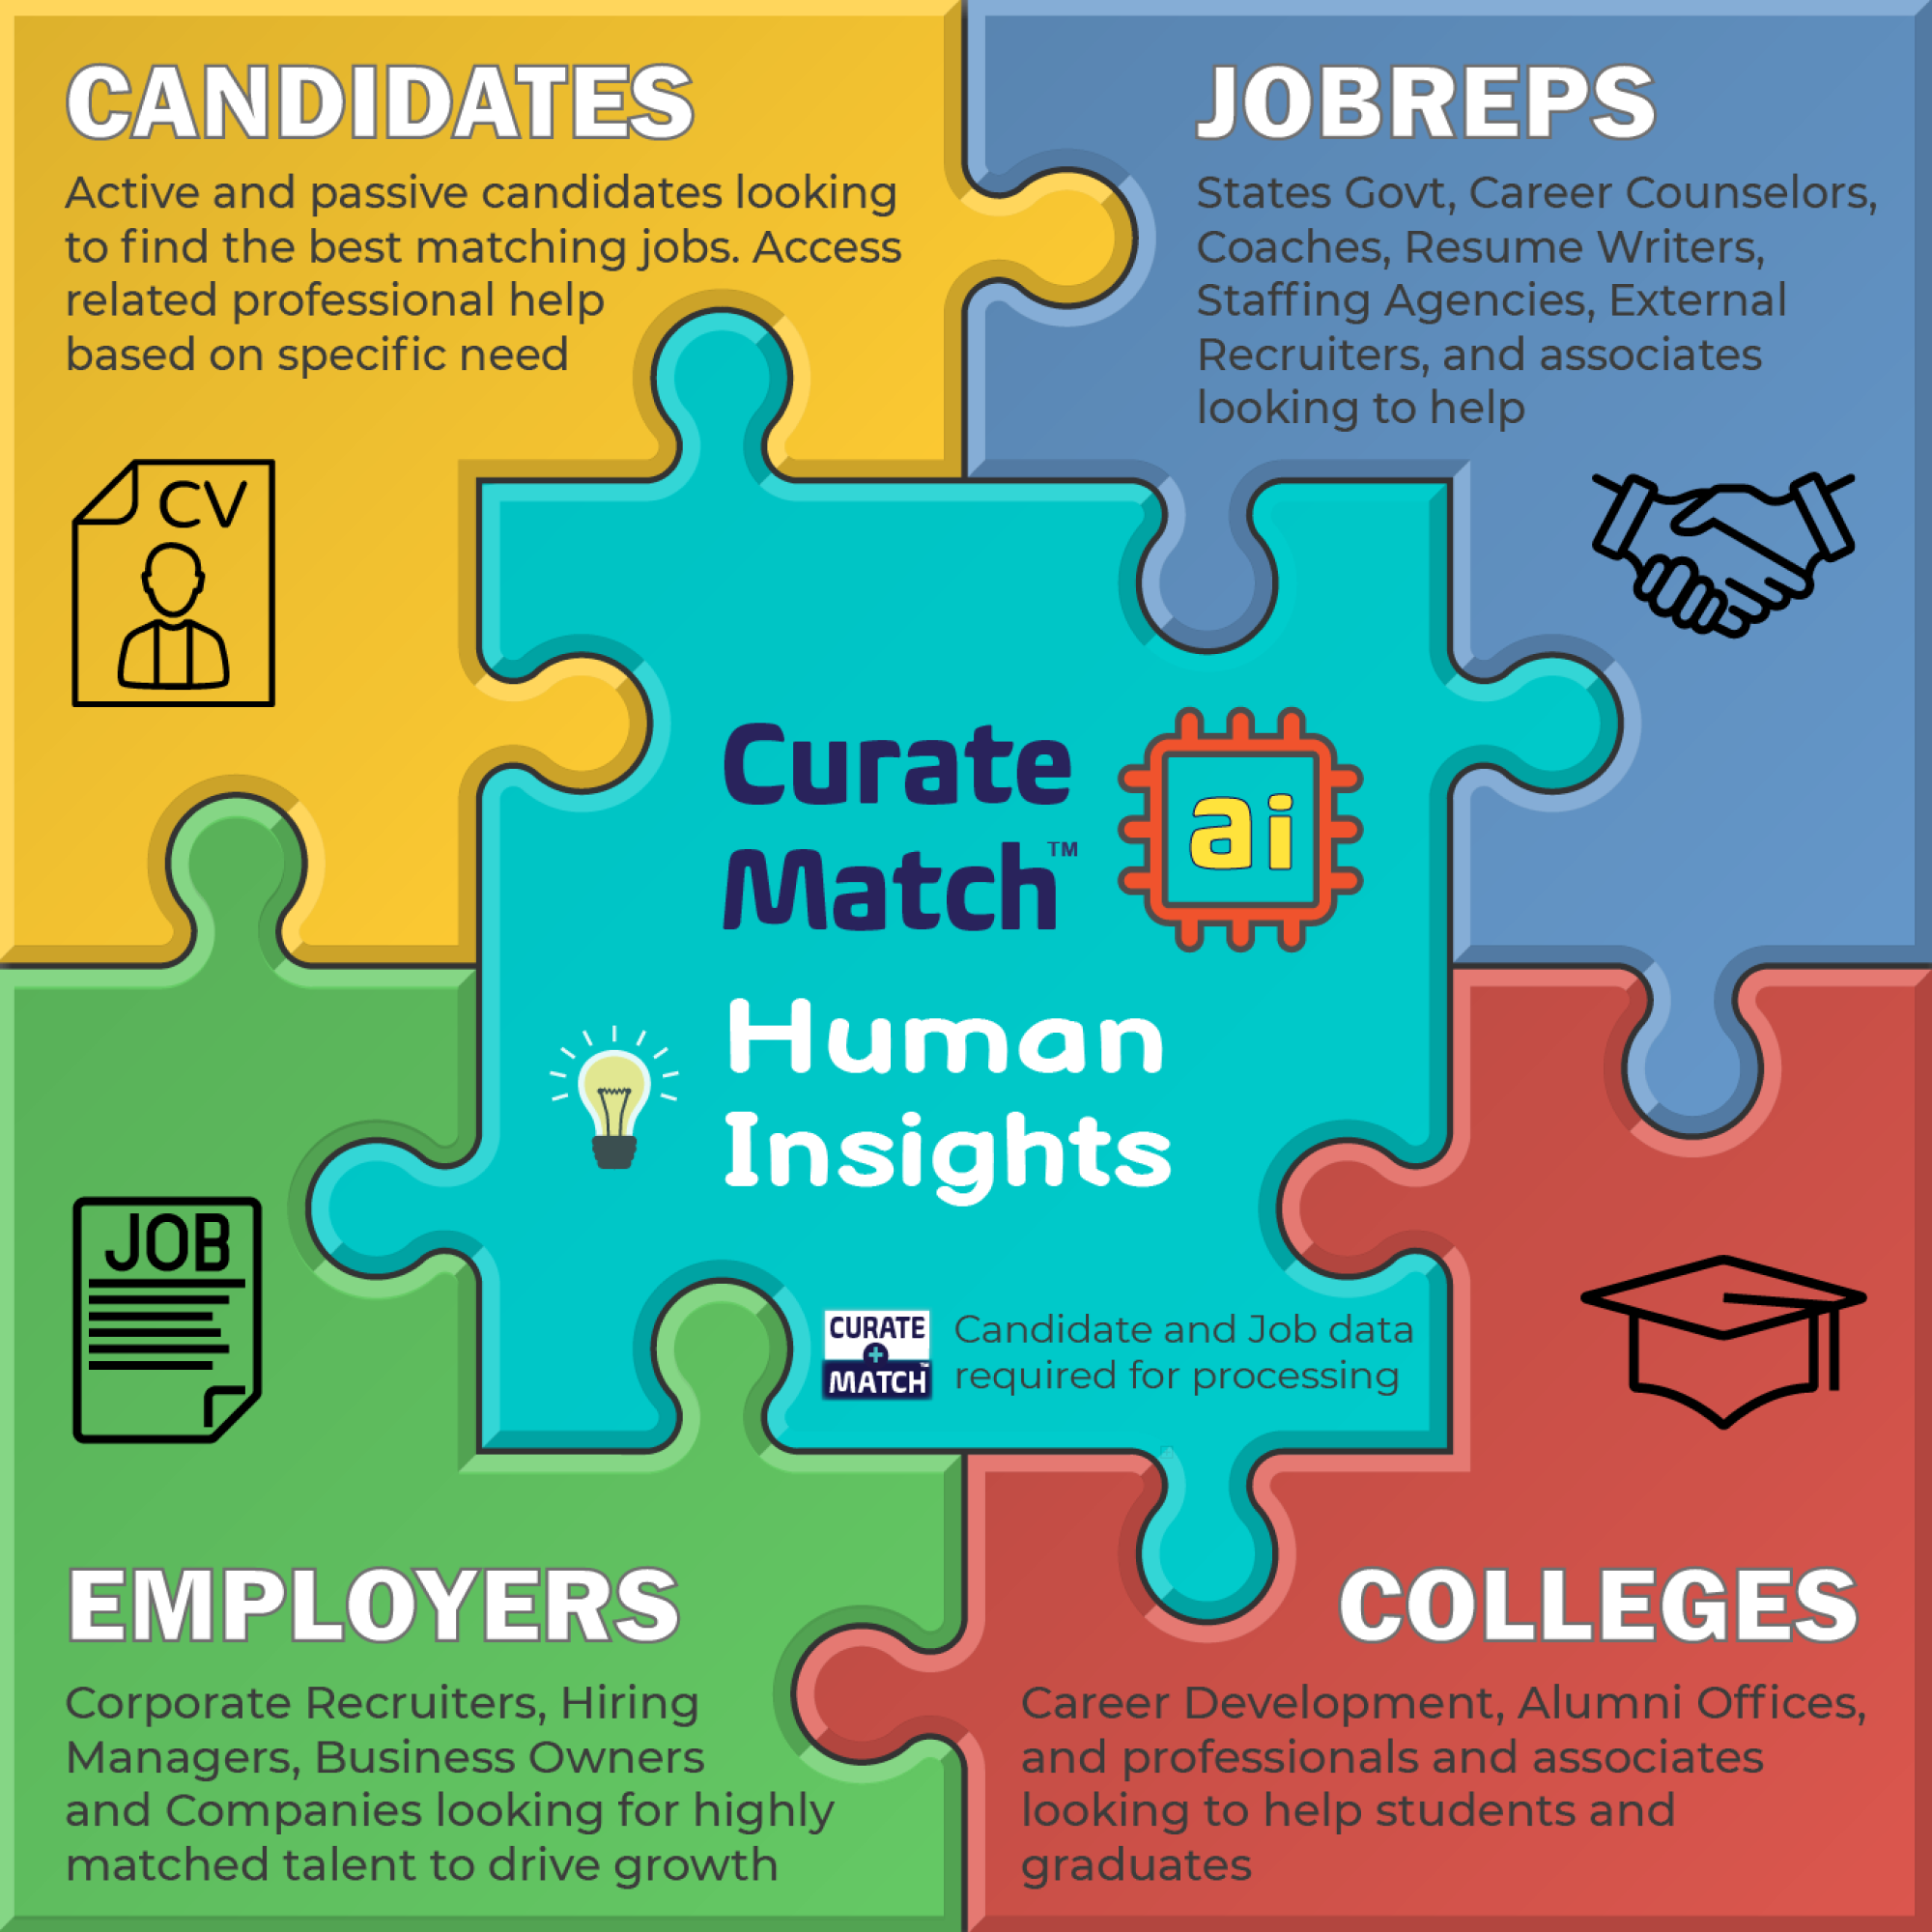 CANDIDATES
Active and passive candidates looking
to find the best matching jobs. Access
related professional help
based on specific need
CV
JOBREPS
States Govt, Career Counselors,
Coaches, Resume Writers,
Staffing Agencies, External
Recruiters, and associates
looking to help
Curate
Match™
ai
Human
Insights
CURATE
+
MATCH™
Candidate and Job data
required for processing
JOB
EMPLOYERS
Corporate Recruiters, Hiring
Managers, Business Owners
and Companies looking for highly
matched talent to drive growth
COLLEGES
Career Development, Alumni Offices,
and professionals and associates
looking to help students and
graduates